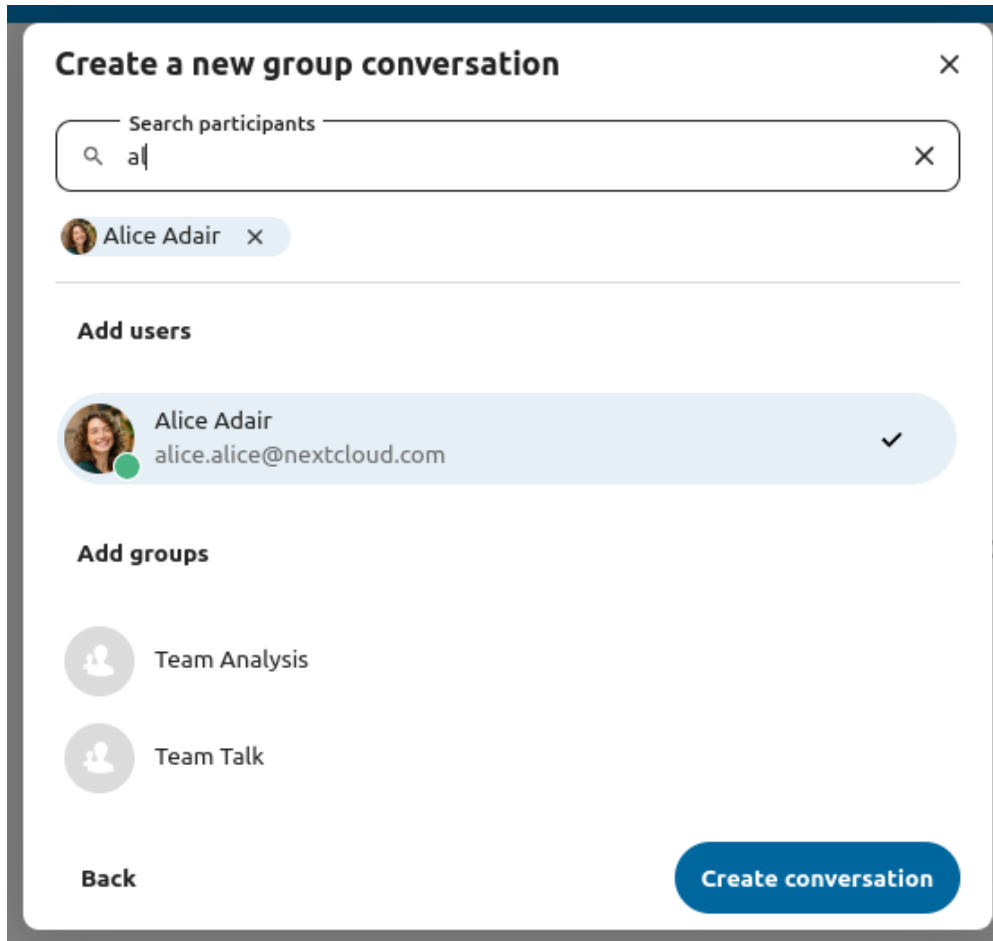 Create a new group conversation
Search participants
al
Alice Adair
Add users
Alice Adair
alice.alice@nextcloud.com
Add groups
Team Analysis
Team Talk
Back
Create conversation